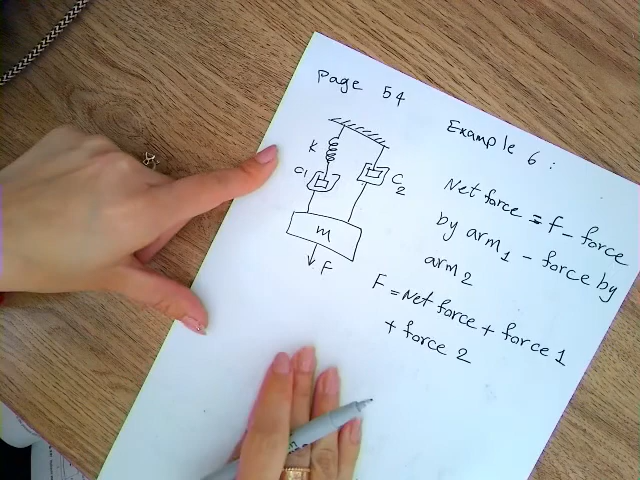 Page 54
Example 6 :
K
C1
C2
m
F
Net force = F - force
by arm1 - force by
arm2
F = Net force + force 1
+ force 2